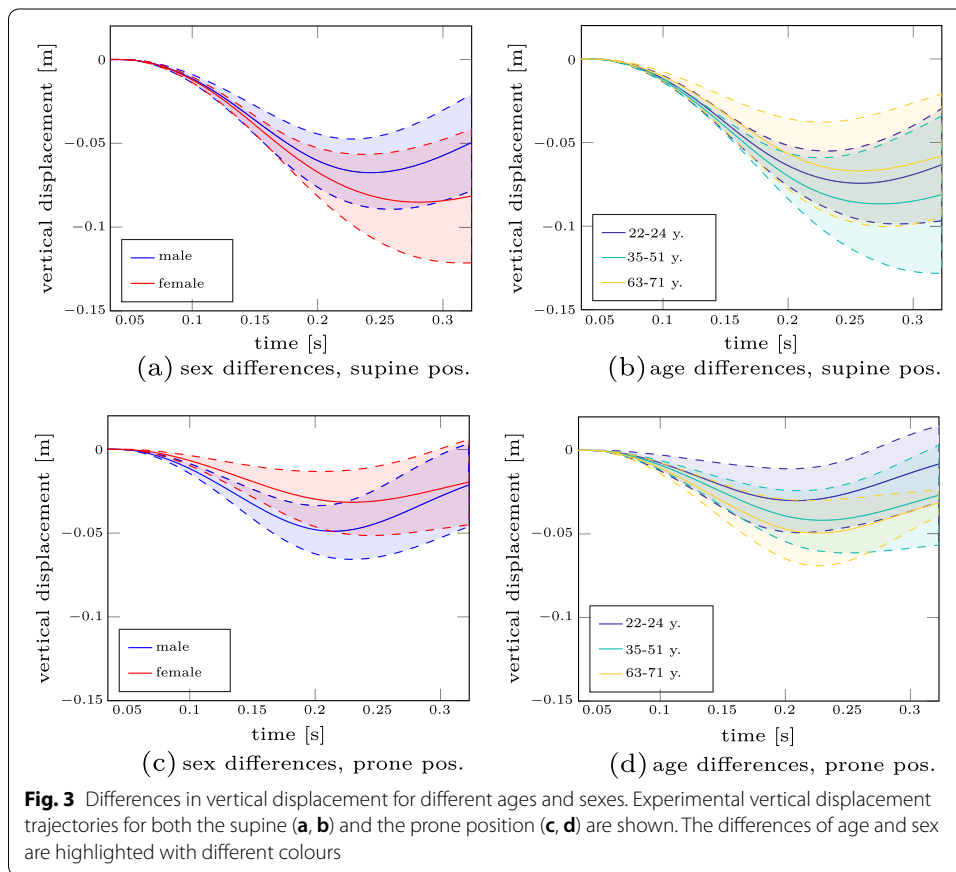 0
−0.05
−0.1
−0.15
vertical displacement [m]
male
female
0.05 0.1 0.15 0.2 0.25 0.3
time [s]
(a) sex differences, supine pos.
0
−0.05
−0.1
−0.15
vertical displacement [m]
22-24 y.
35-51 y.
63-71 y.
0.05 0.1 0.15 0.2 0.25 0.3
time [s]
(b) age differences, supine pos.
0
−0.05
−0.1
−0.15
vertical displacement [m]
male
female
0.05 0.1 0.15 0.2 0.25 0.3
time [s]
(c) sex differences, prone pos.
0
−0.05
−0.1
−0.15
vertical displacement [m]
22-24 y.
35-51 y.
63-71 y.
0.05 0.1 0.15 0.2 0.25 0.3
time [s]
(d) age differences, prone pos.
Fig. 3 Differences in vertical displacement for different ages and sexes. Experimental vertical displacement
trajectories for both the supine (a, b) and the prone position (c, d) are shown. The differences of age and sex
are highlighted with different colours